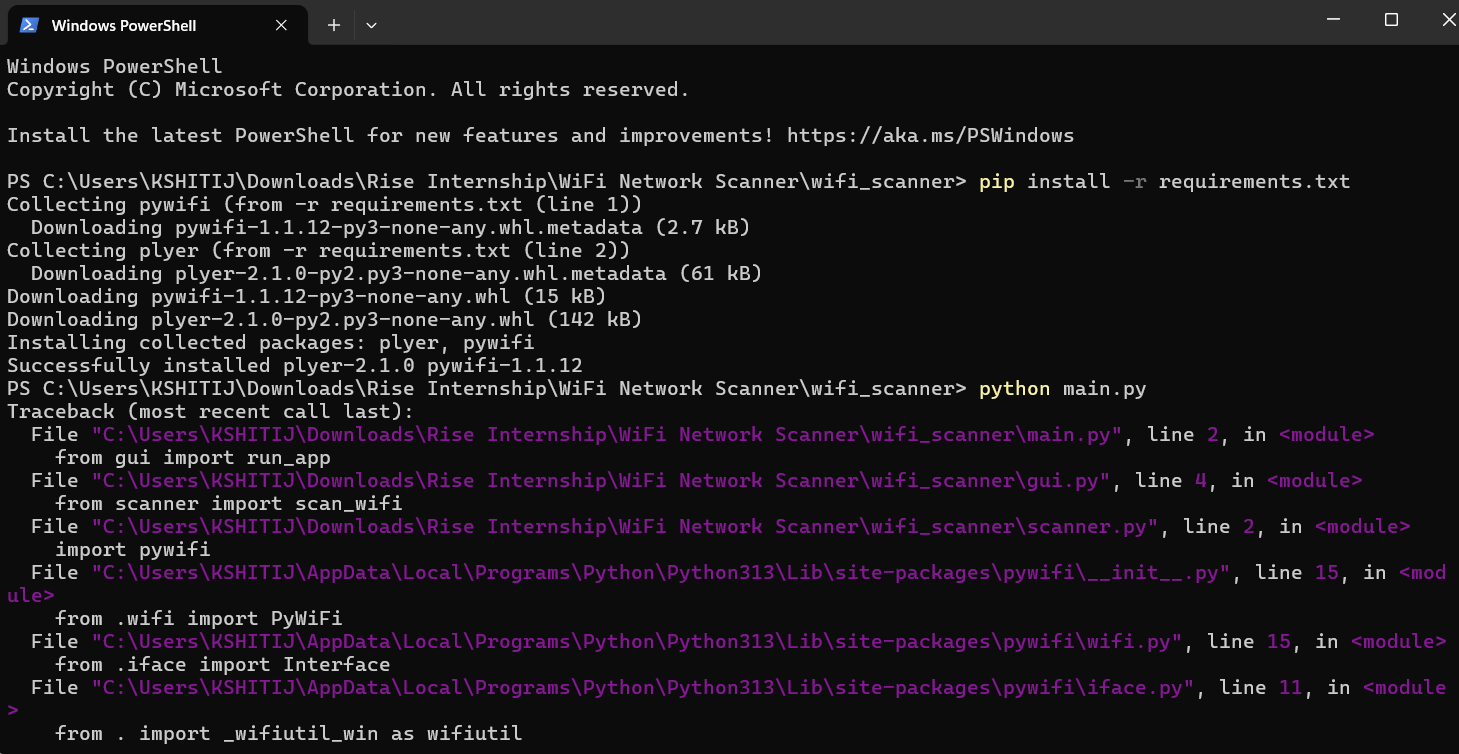 Windows PowerShell
Windows PowerShell
Copyright (C) Microsoft Corporation. All rights reserved.
Install the latest PowerShell for new features and improvements! https://aka.ms/PSWindows
PS C:\Users\KSHITIJ\Downloads\Rise Internship\WiFi Network Scanner\wifi_scanner> pip install -r requirements.txt
Collecting pywifi (from -r requirements.txt (line 1))
  Downloading pywifi-1.1.12-py3-none-any.whl.metadata (2.7 kB)
Collecting plyer (from -r requirements.txt (line 2))
  Downloading plyer-2.1.0-py2.py3-none-any.whl.metadata (61 kB)
Downloading pywifi-1.1.12-py3-none-any.whl (15 kB)
Downloading plyer-2.1.0-py2.py3-none-any.whl (142 kB)
Installing collected packages: plyer, pywifi
Successfully installed plyer-2.1.0 pywifi-1.1.12
PS C:\Users\KSHITIJ\Downloads\Rise Internship\WiFi Network Scanner\wifi_scanner> python main.py
Traceback (most recent call last):
  File "C:\Users\KSHITIJ\Downloads\Rise Internship\WiFi Network Scanner\wifi_scanner\main.py", line 2, in <module>
    from gui import run_app
  File "C:\Users\KSHITIJ\Downloads\Rise Internship\WiFi Network Scanner\wifi_scanner\gui.py", line 4, in <module>
    from scanner import scan_wifi
  File "C:\Users\KSHITIJ\Downloads\Rise Internship\WiFi Network Scanner\wifi_scanner\scanner.py", line 2, in <module>
    import pywifi
  File "C:\Users\KSHITIJ\AppData\Local\Programs\Python\Python313\Lib\site-packages\pywifi\__init__.py", line 15, in <mod
ule>
    from .wifi import PyWiFi
  File "C:\Users\KSHITIJ\AppData\Local\Programs\Python\Python313\Lib\site-packages\pywifi\wifi.py", line 15, in <module>
    from .iface import Interface
  File "C:\Users\KSHITIJ\AppData\Local\Programs\Python\Python313\Lib\site-packages\pywifi\iface.py", line 11, in <module
>
    from . import _wifiutil_win as wifiutil